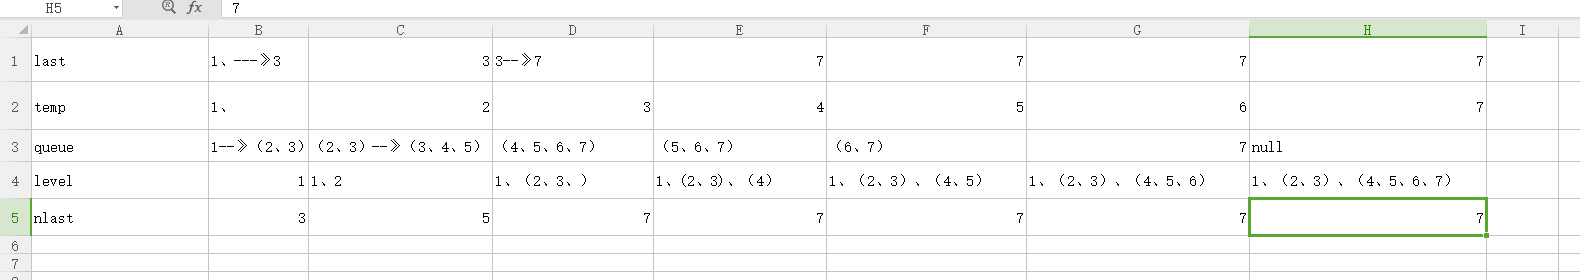 H5 fx 7
A B C D E F G H I
1 last 1、---》3 3 3--》7 7 7 7 7
2 temp 1、 2 3 4 5 6 7
3 queue 1--》（2、3） （2、3）--》（3、4、5） （4、5、6、7） （5、6、7） （6、7） 7 null
4 level 1 1、2 1、（2、3、） 1、(2、3)、（4） 1、（2、3）、（4、5） 1、（2、3）、（4、5、6） 1、（2、3）、（4、5、6、7）
5 nlast 3 5 7 7 7 7 7
6
7